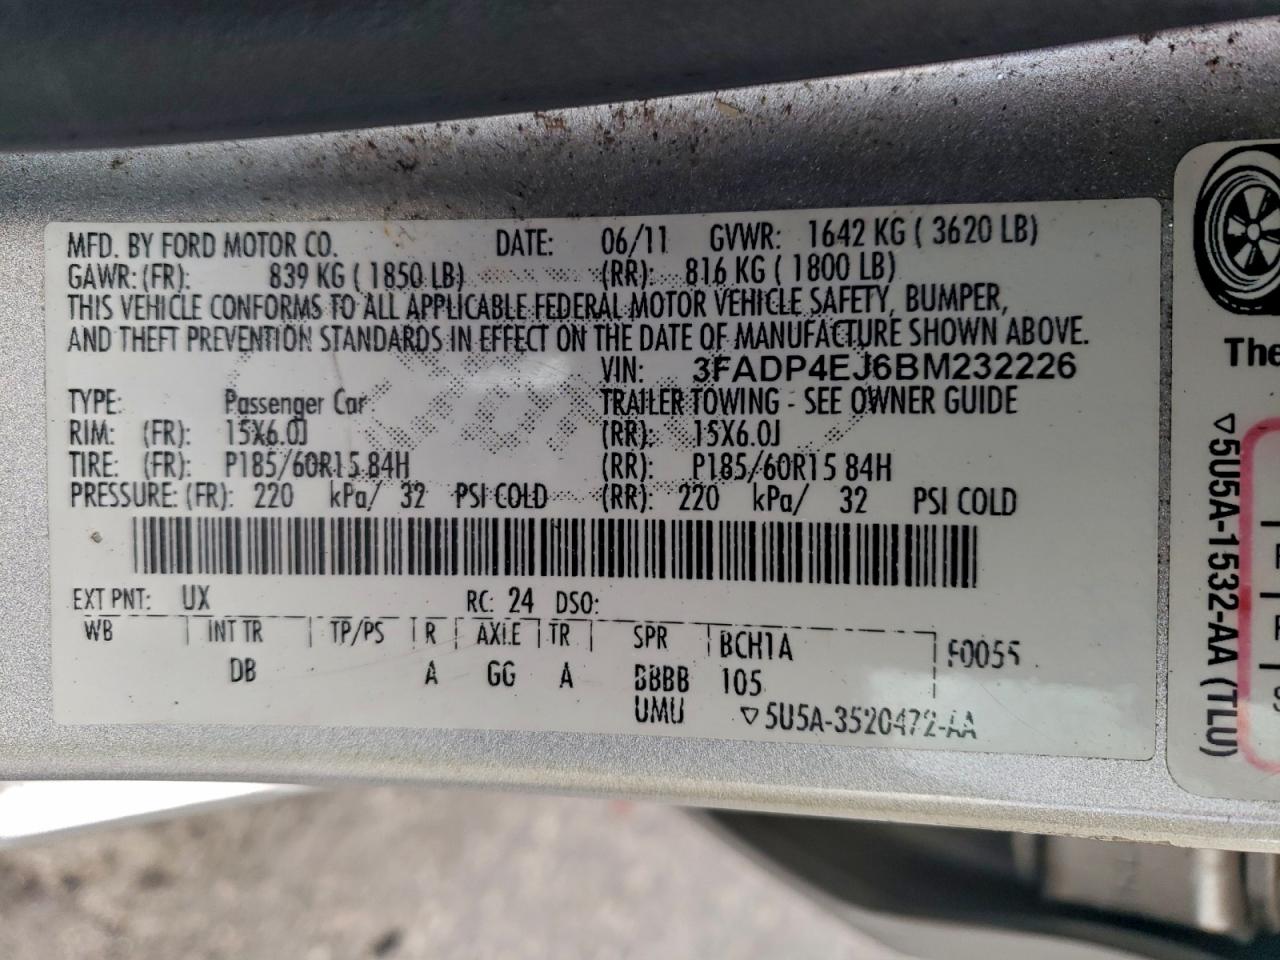 MFD. BY FORD MOTOR CO. DATE: 06/11 GVWR: 1642 KG ( 3620 LB)
GAWR: (FR): 839 KG ( 1850 LB) (RR): 816 KG ( 1800 LB)
THIS VEHICLE CONFORMS TO ALL APPLICABLE FEDERAL MOTOR VEHICLE SAFETY, BUMPER,
AND THEFT PREVENTION STANDARDS IN EFFECT ON THE DATE OF MANUFACTURE SHOWN ABOVE.
VIN: 3FADP4EJ6BM232226
TYPE: Passenger Car TRAILER TOWING - SEE OWNER GUIDE
RIM: (FR): 15X6.0J (RR): 15X6.0J
TIRE: (FR): P185/60R15 84H (RR): P185/60R15 84H
PRESSURE: (FR): 220 kPa/ 32 PSI COLD (RR): 220 kPa/ 32 PSI COLD
EXT PNT: UX RC: 24 DSO:
WB INT TR TP/PS R AXLE TR SPR BCH1A
DB A GG A BBBB 105
UMU ▽5U5A-3520472-AA
The
▽5U5A-1532-AA (TLU)